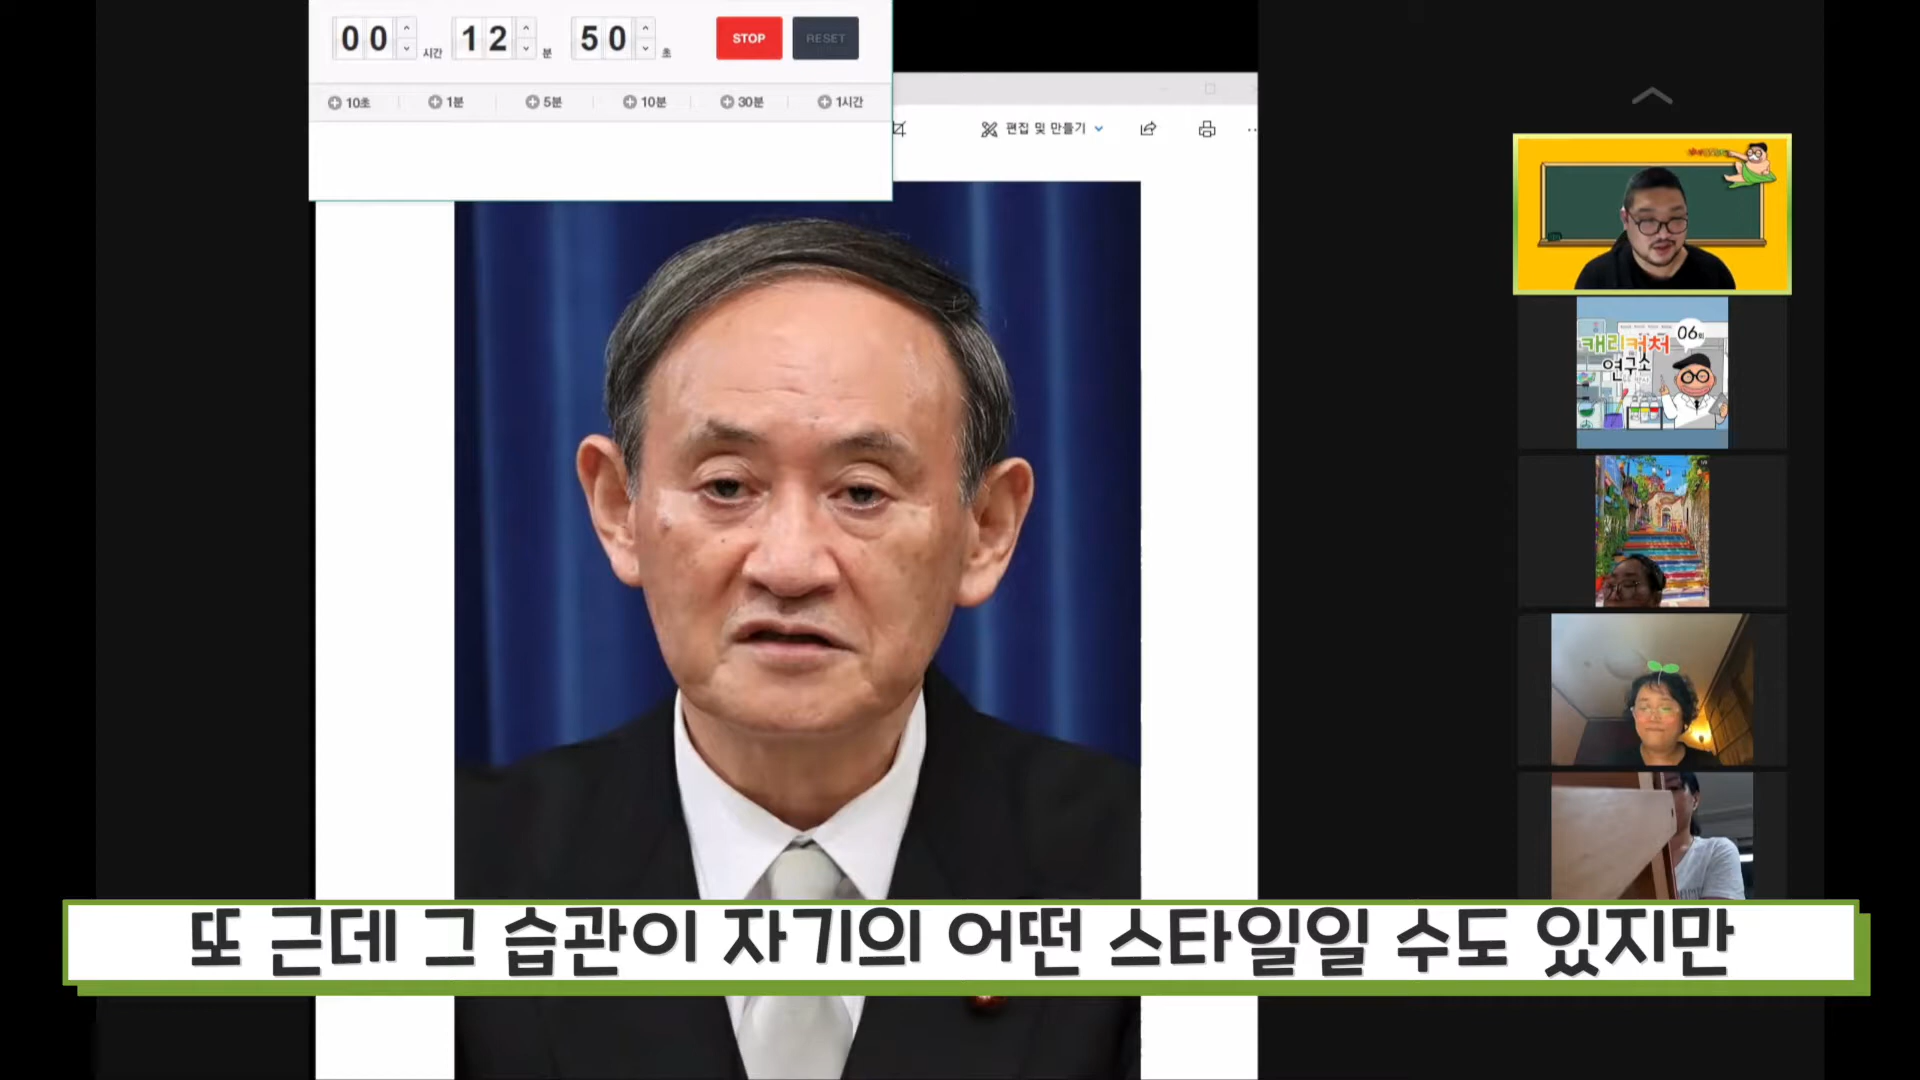 00 시간 12 분 50 초 STOP RESET
10초 1분 5분 10분 30분 1시간
편집 및 만들기
06회
캐리커처
연구소
또 근데 그 습관이 자기의 어떤 스타일일 수도 있지만